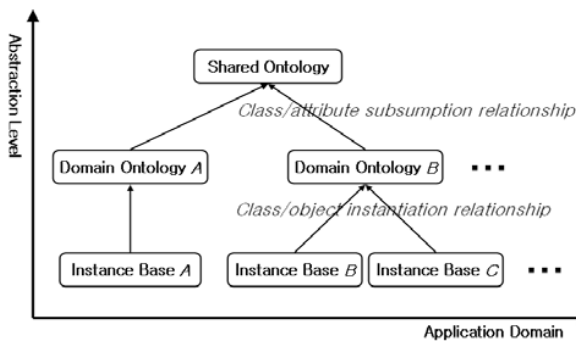 Abstraction Level
Shared Ontology
Class/attribute subsumption relationship
Domain Ontology A
Domain Ontology B
Class/object instantiation relationship
Instance Base A
Instance Base B
Instance Base C
Application Domain